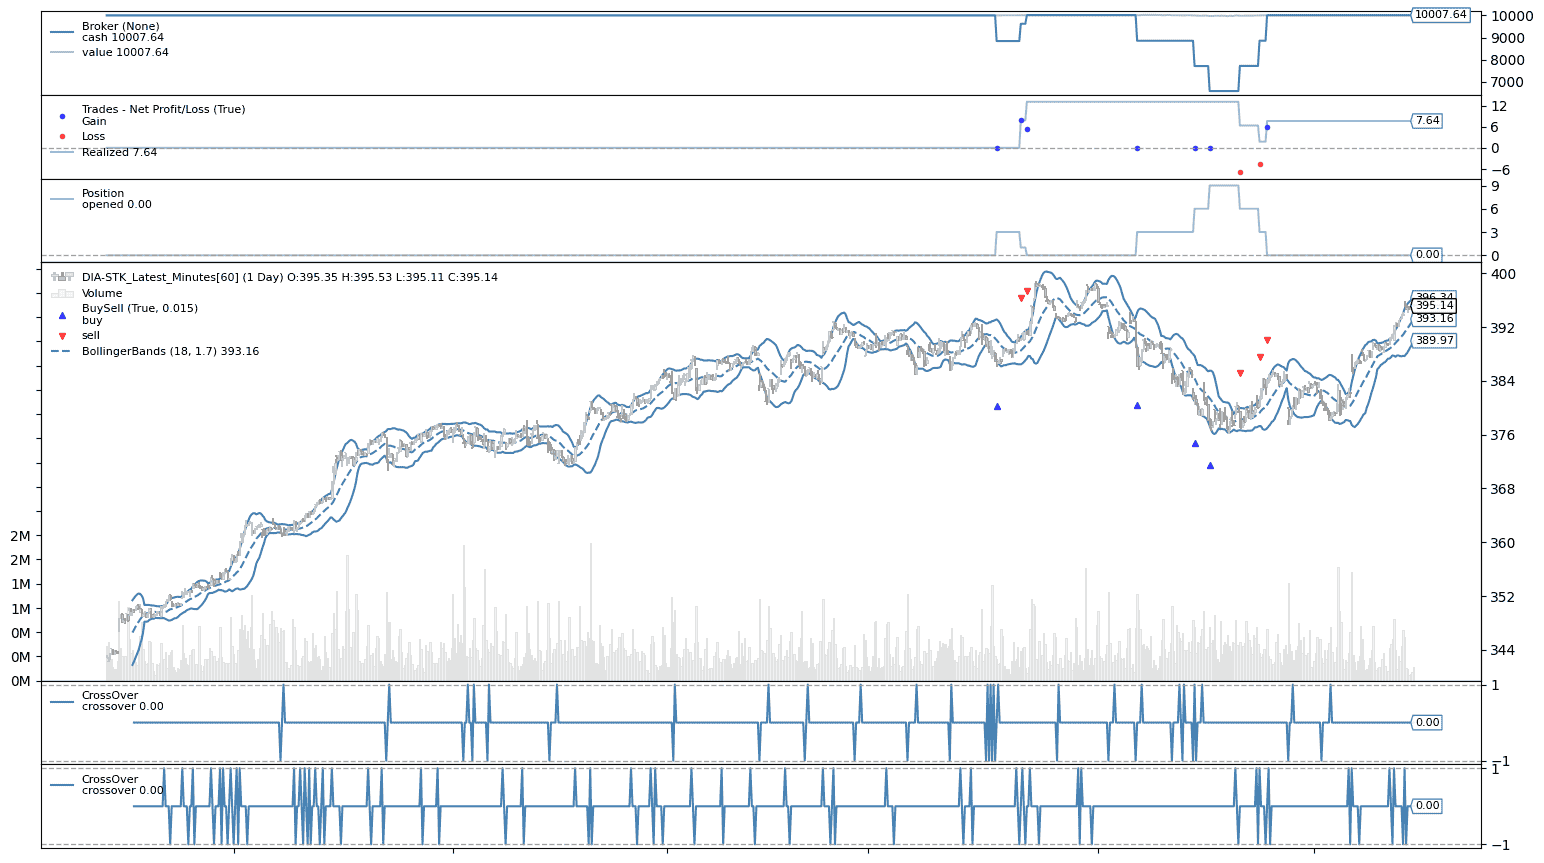 Broker (None)
cash 10007.64
value 10007.64
10007.64
10000
9000
8000
7000
Trades - Net Profit/Loss (True)
Gain
Loss
Realized 7.64
7.64
12
6
0
−6
Position
opened 0.00
0.00
9
6
3
0
DIA-STK_Latest_Minutes[60] (1 Day) O:395.35 H:395.53 L:395.11 C:395.14
Volume
BuySell (True, 0.015)
buy
sell
BollingerBands (18, 1.7) 393.16
396.34
395.14
393.16
389.97
400
392
384
376
368
360
352
344
2M
2M
1M
1M
0M
0M
0M
CrossOver
crossover 0.00
0.00
1
−1
CrossOver
crossover 0.00
0.00
1
−1